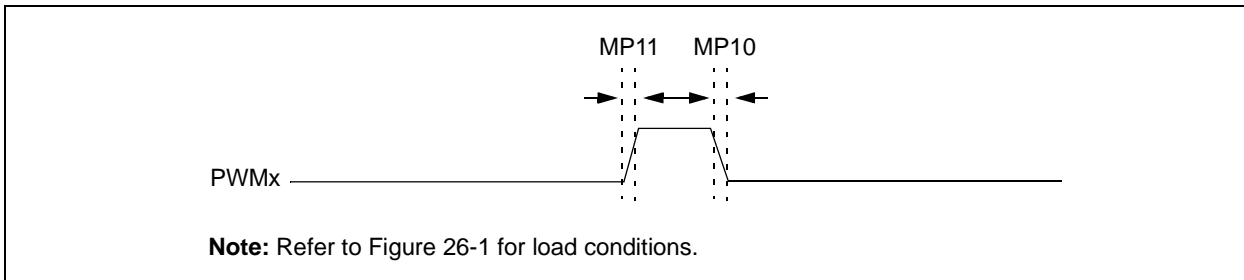 MP11 MP10
PWMx
Note: Refer to Figure 26-1 for load conditions.